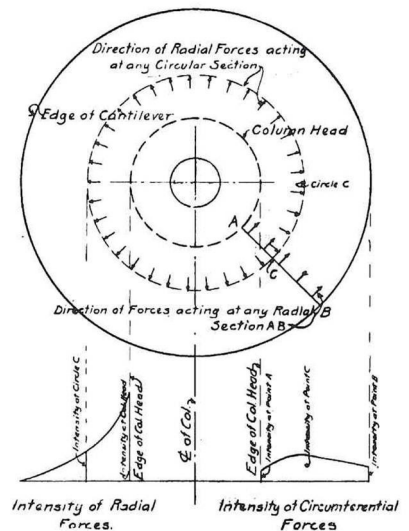 Direction of Radial Forces acting
at any Circular Section
Edge of Cantilever
Column Head
Circle C
A
C
B
Direction of Forces acting at any Radial
Section AB
Intensity of Circle C
Intensity at Col. Head
Edge of Col. Head
℄ of Col.
Edge of Col. Head
Intensity at Point A
Intensity at Point C
Intensity at Point B
Intensity of Radial
Forces.
Intensity of Circumferential
Forces